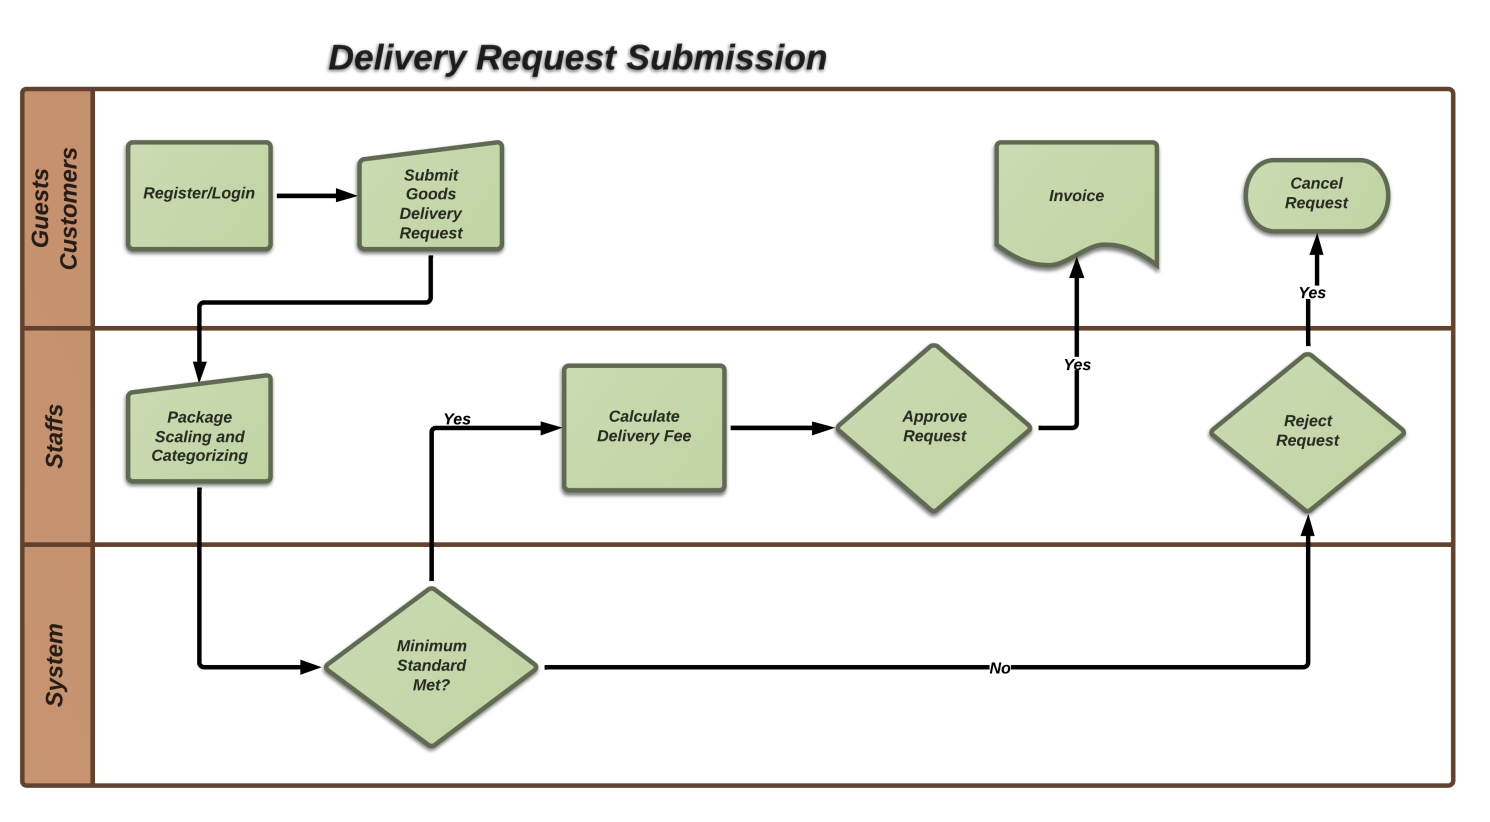 Delivery Request Submission
Guests
Customers
Register/Login
Submit
Goods
Delivery
Request
Invoice
Cancel
Request
Yes
Staffs
Package
Scaling and
Categorizing
Yes
Calculate
Delivery Fee
Approve
Request
Yes
Reject
Request
System
Minimum
Standard
Met?
No